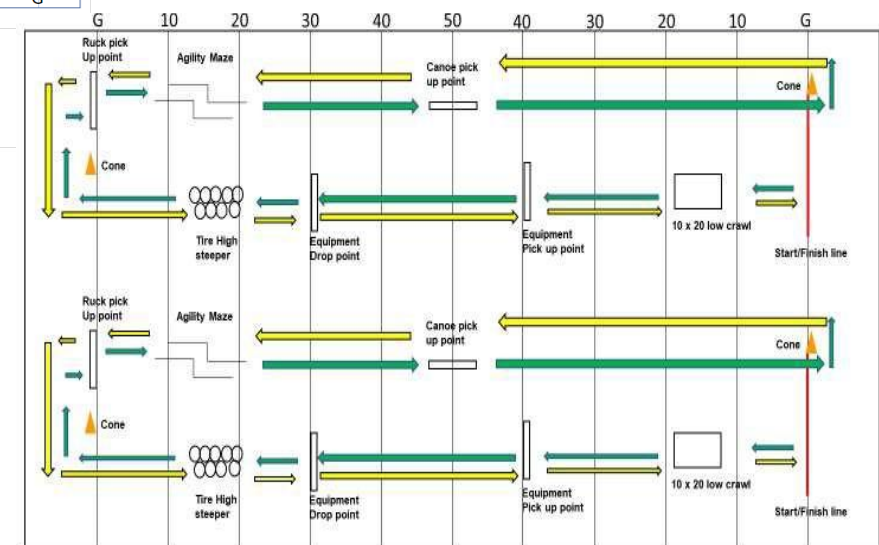 G
G 10 20 30 40 50 40 30 20 10 G
Ruck pick
Up point
Agility Maze
Canoe pick
up point
Cone
Cone
Tire High
steeper
Equipment
Drop point
Equipment
Pick up point
10 x 20 low crawl
Start/Finish line
Ruck pick
Up point
Agility Maze
Canoe pick
up point
Cone
Cone
Tire High
steeper
Equipment
Drop point
Equipment
Pick up point
10 x 20 low crawl
Start/Finish line